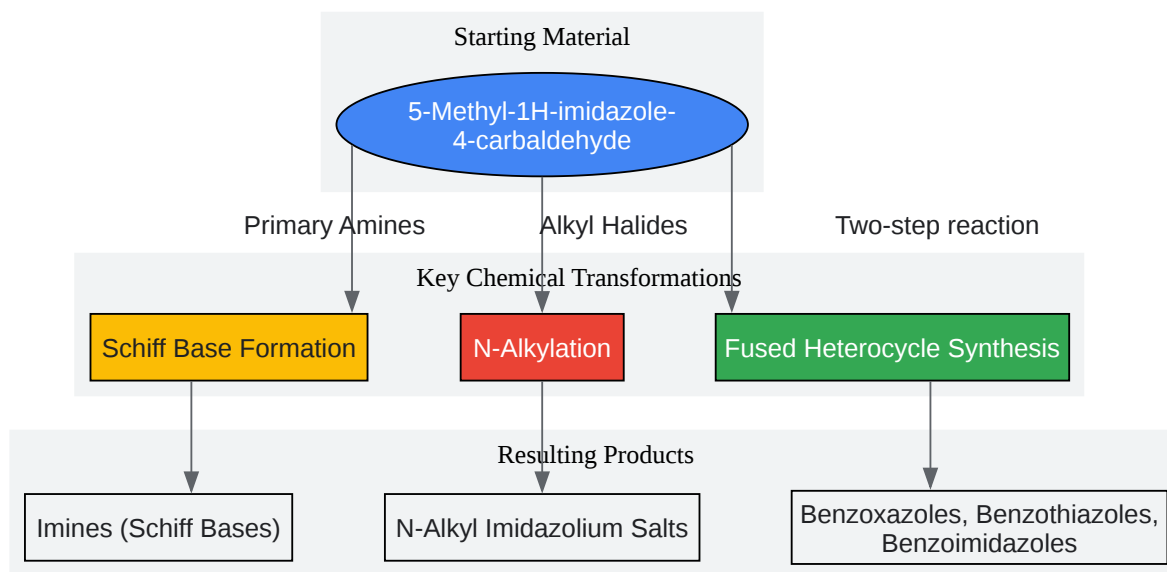 Starting Material
5-Methyl-1H-imidazole-
4-carbaldehyde
Primary Amines
Alkyl Halides
Two-step reaction
Key Chemical Transformations
Schiff Base Formation
N-Alkylation
Fused Heterocycle Synthesis
Resulting Products
Imines (Schiff Bases)
N-Alkyl Imidazolium Salts
Benzoxazoles, Benzothiazoles,
Benzoimidazoles